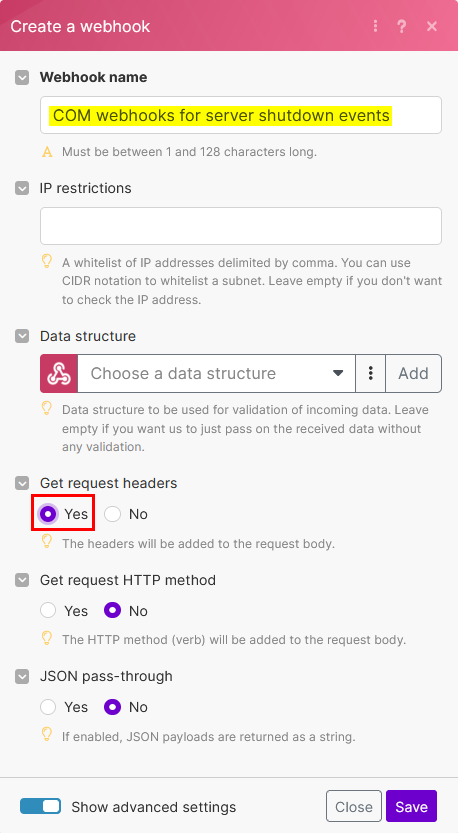 Create a webhook
?
Webhook name
COM webhooks for server shutdown events
Must be between 1 and 128 characters long.
IP restrictions
A whitelist of IP addresses delimited by comma. You can use
CIDR notation to whitelist a subnet. Leave empty if you don't want
to check the IP address.
Data structure
Choose a data structure
Add
Data structure to be used for validation of incoming data. Leave
empty if you want us to just pass on the received data without
any validation.
Get request headers
Yes No
The headers will be added to the request body.
Get request HTTP method
Yes No
The HTTP method (verb) will be added to the request body.
JSON pass-through
Yes No
If enabled, JSON payloads are returned as a string.
Show advanced settings
Close
Save